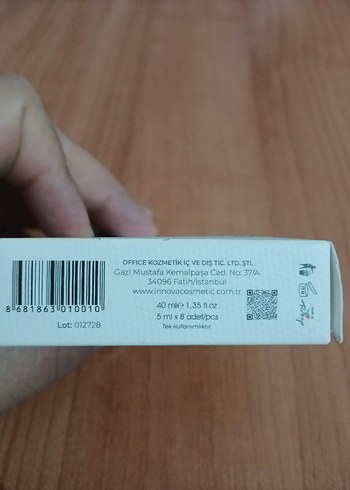 OFFICE KOZMETİK İÇ VE DIŞ TİC. LTD. ŞTİ.
Gazi Mustafa Kemalpaşa Cad. No: 37/A
34096 Fatih/İstanbul
www.innovacosmetic.com.tr
40 ml ℮ 1,35 fl.oz
5 ml x 8 adet/pcs
Tek kullanımlıktır.
8 681863 010010
Lot: 012728